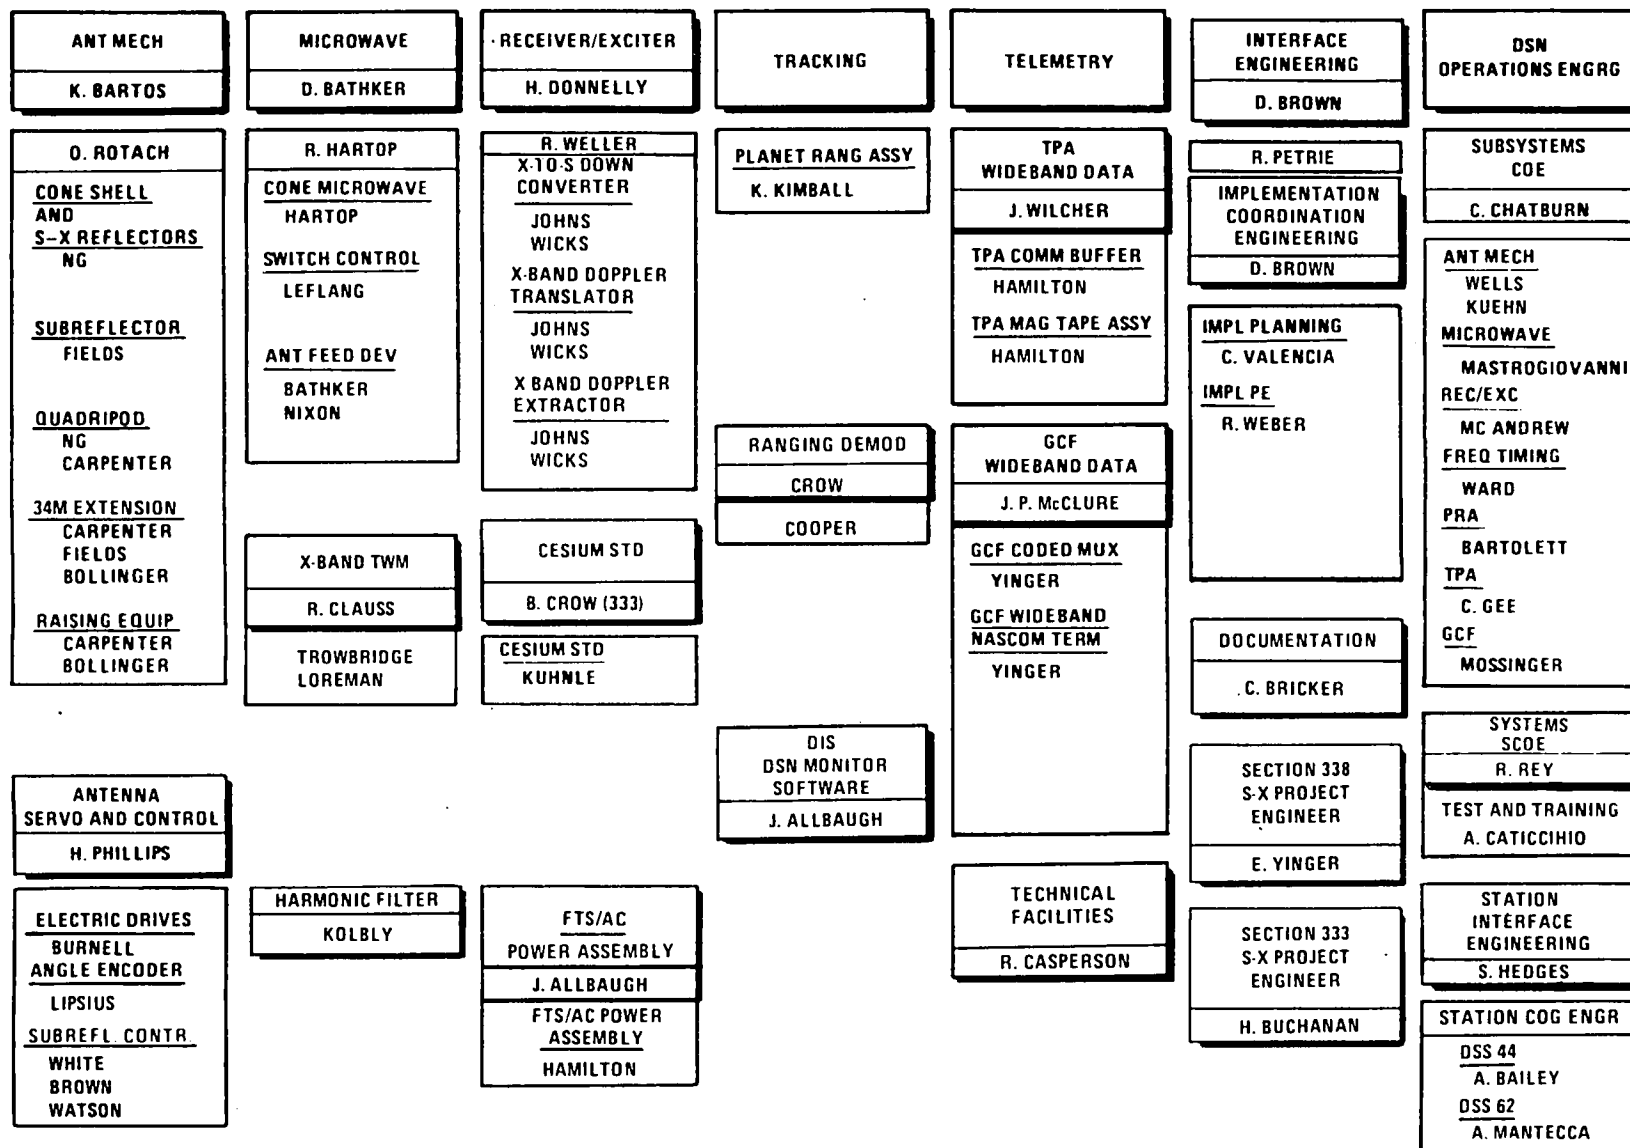 ANT MECH
K. BARTOS
O. ROTACH
CONE SHELL
AND
S-X REFLECTORS
NG
SUBREFLECTOR
FIELDS
QUADRIPOD
NG
CARPENTER
34M EXTENSION
CARPENTER
FIELDS
BOLLINGER
RAISING EQUIP
CARPENTER
BOLLINGER
ANTENNA
SERVO AND CONTROL
H. PHILLIPS
ELECTRIC DRIVES
BURNELL
ANGLE ENCODER
LIPSIUS
SUBREFL. CONTR.
WHITE
BROWN
WATSON
MICROWAVE
D. BATHKER
R. HARTOP
CONE MICROWAVE
HARTOP
SWITCH CONTROL
LEFLANG
ANT FEED DEV
BATHKER
NIXON
X-BAND TWM
R. CLAUSS
TROWBRIDGE
LOREMAN
HARMONIC FILTER
KOLBLY
RECEIVER/EXCITER
H. DONNELLY
R. WELLER
X-TO-S DOWN
CONVERTER
JOHNS
WICKS
X-BAND DOPPLER
TRANSLATOR
JOHNS
WICKS
X BAND DOPPLER
EXTRACTOR
JOHNS
WICKS
CESIUM STD
B. CROW (333)
CESIUM STD
KUHNLE
FTS/AC
POWER ASSEMBLY
J. ALLBAUGH
FTS/AC POWER
ASSEMBLY
HAMILTON
TRACKING
PLANET RANG ASSY
K. KIMBALL
RANGING DEMOD
CROW
COOPER
DIS
DSN MONITOR
SOFTWARE
J. ALLBAUGH
TELEMETRY
TPA
WIDEBAND DATA
J. WILCHER
TPA COMM BUFFER
HAMILTON
TPA MAG TAPE ASSY
HAMILTON
GCF
WIDEBAND DATA
J. P. McCLURE
GCF CODED MUX
YINGER
GCF WIDEBAND
NASCOM TERM
YINGER
TECHNICAL
FACILITIES
R. CASPERSON
INTERFACE
ENGINEERING
D. BROWN
R. PETRIE
IMPLEMENTATION
COORDINATION
ENGINEERING
D. BROWN
IMPL PLANNING
C. VALENCIA
IMPL PE
R. WEBER
DOCUMENTATION
C. BRICKER
SECTION 338
S-X PROJECT
ENGINEER
E. YINGER
SECTION 333
S-X PROJECT
ENGINEER
H. BUCHANAN
DSN
OPERATIONS ENGRG
SUBSYSTEMS
COE
C. CHATBURN
ANT MECH
WELLS
KUEHN
MICROWAVE
MASTROGIOVANNI
REC/EXC
MC ANDREW
FREQ TIMING
WARD
PRA
BARTOLETT
TPA
C. GEE
GCF
MOSSINGER
SYSTEMS
SCOE
R. REY
TEST AND TRAINING
A. CATICCIHIO
STATION
INTERFACE
ENGINEERING
S. HEDGES
STATION COG ENGR
DSS 44
A. BAILEY
DSS 62
A. MANTECCA